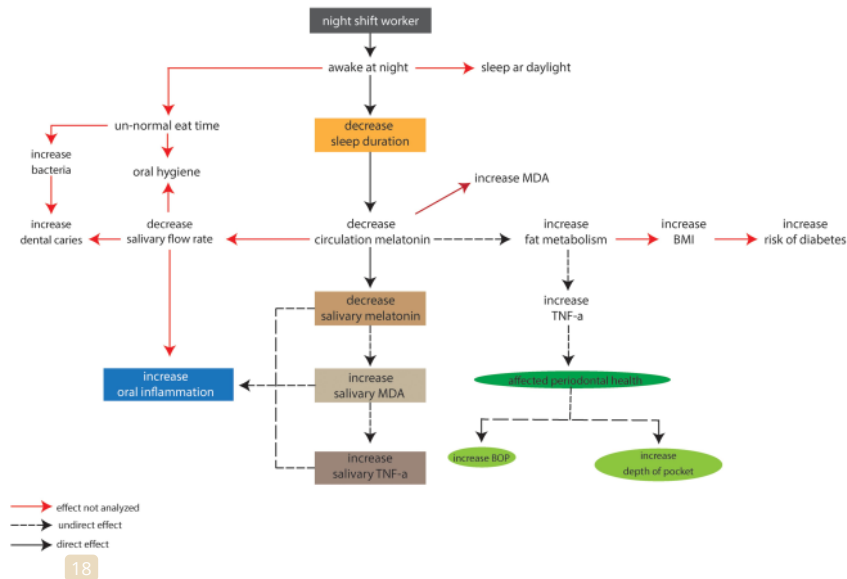 night shift worker
awake at night
sleep ar daylight
un-normal eat time
decrease
sleep duration
increase
bacteria
oral hygiene
increase MDA
increase
dental caries
decrease
salivary flow rate
decrease
circulation melatonin
increase
fat metabolism
increase
BMI
increase
risk of diabetes
decrease
salivary melatonin
increase
TNF-a
increase
oral inflammation
increase
salivary MDA
affected periodontal health
increase
salivary TNF-a
increase BOP
increase
depth of pocket
effect not analyzed
undirect effect
direct effect
18